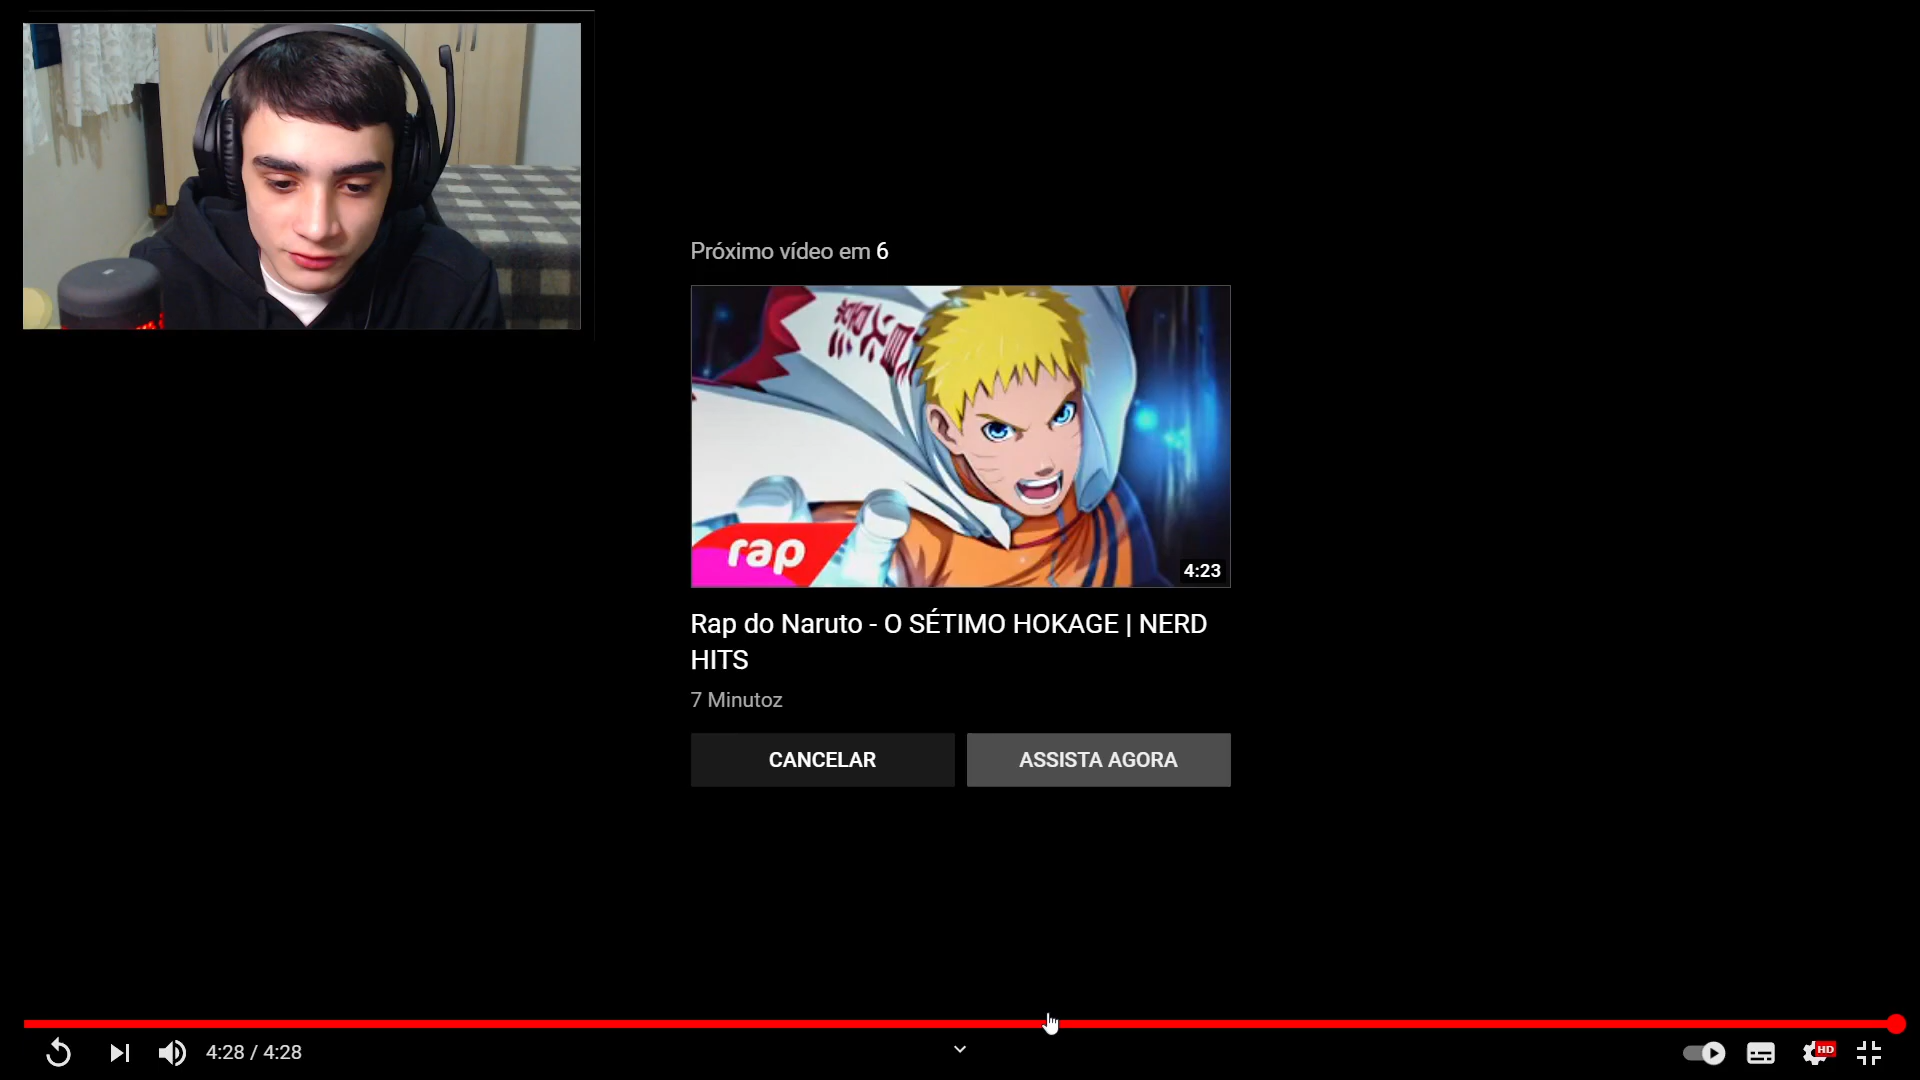 Próximo vídeo em 6
rap
4:23
Rap do Naruto - O SÉTIMO HOKAGE | NERD
HITS
7 Minutoz
CANCELAR
ASSISTA AGORA
4:28 / 4:28
HD